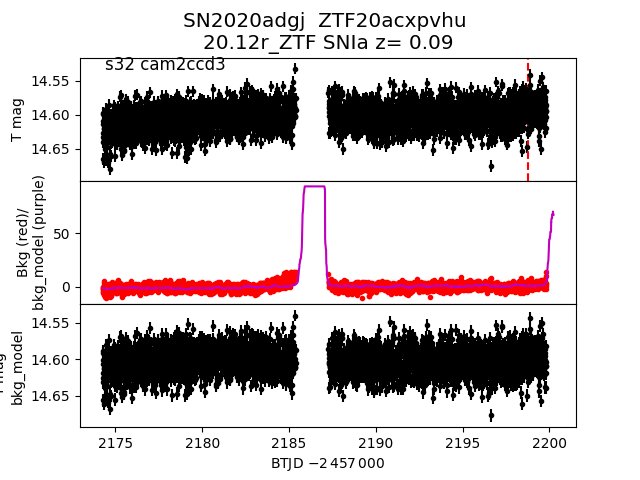 SN2020adgj  ZTF20acxpvhu
20.12r_ZTF SNIa z= 0.09
s32 cam2ccd3
T mag
14.55
14.60
14.65
Bkg (red)/
bkg_model (purple)
50
0
bkg_model
14.55
14.60
14.65
2175
2180
2185
2190
2195
2200
BTJD −2 457 000